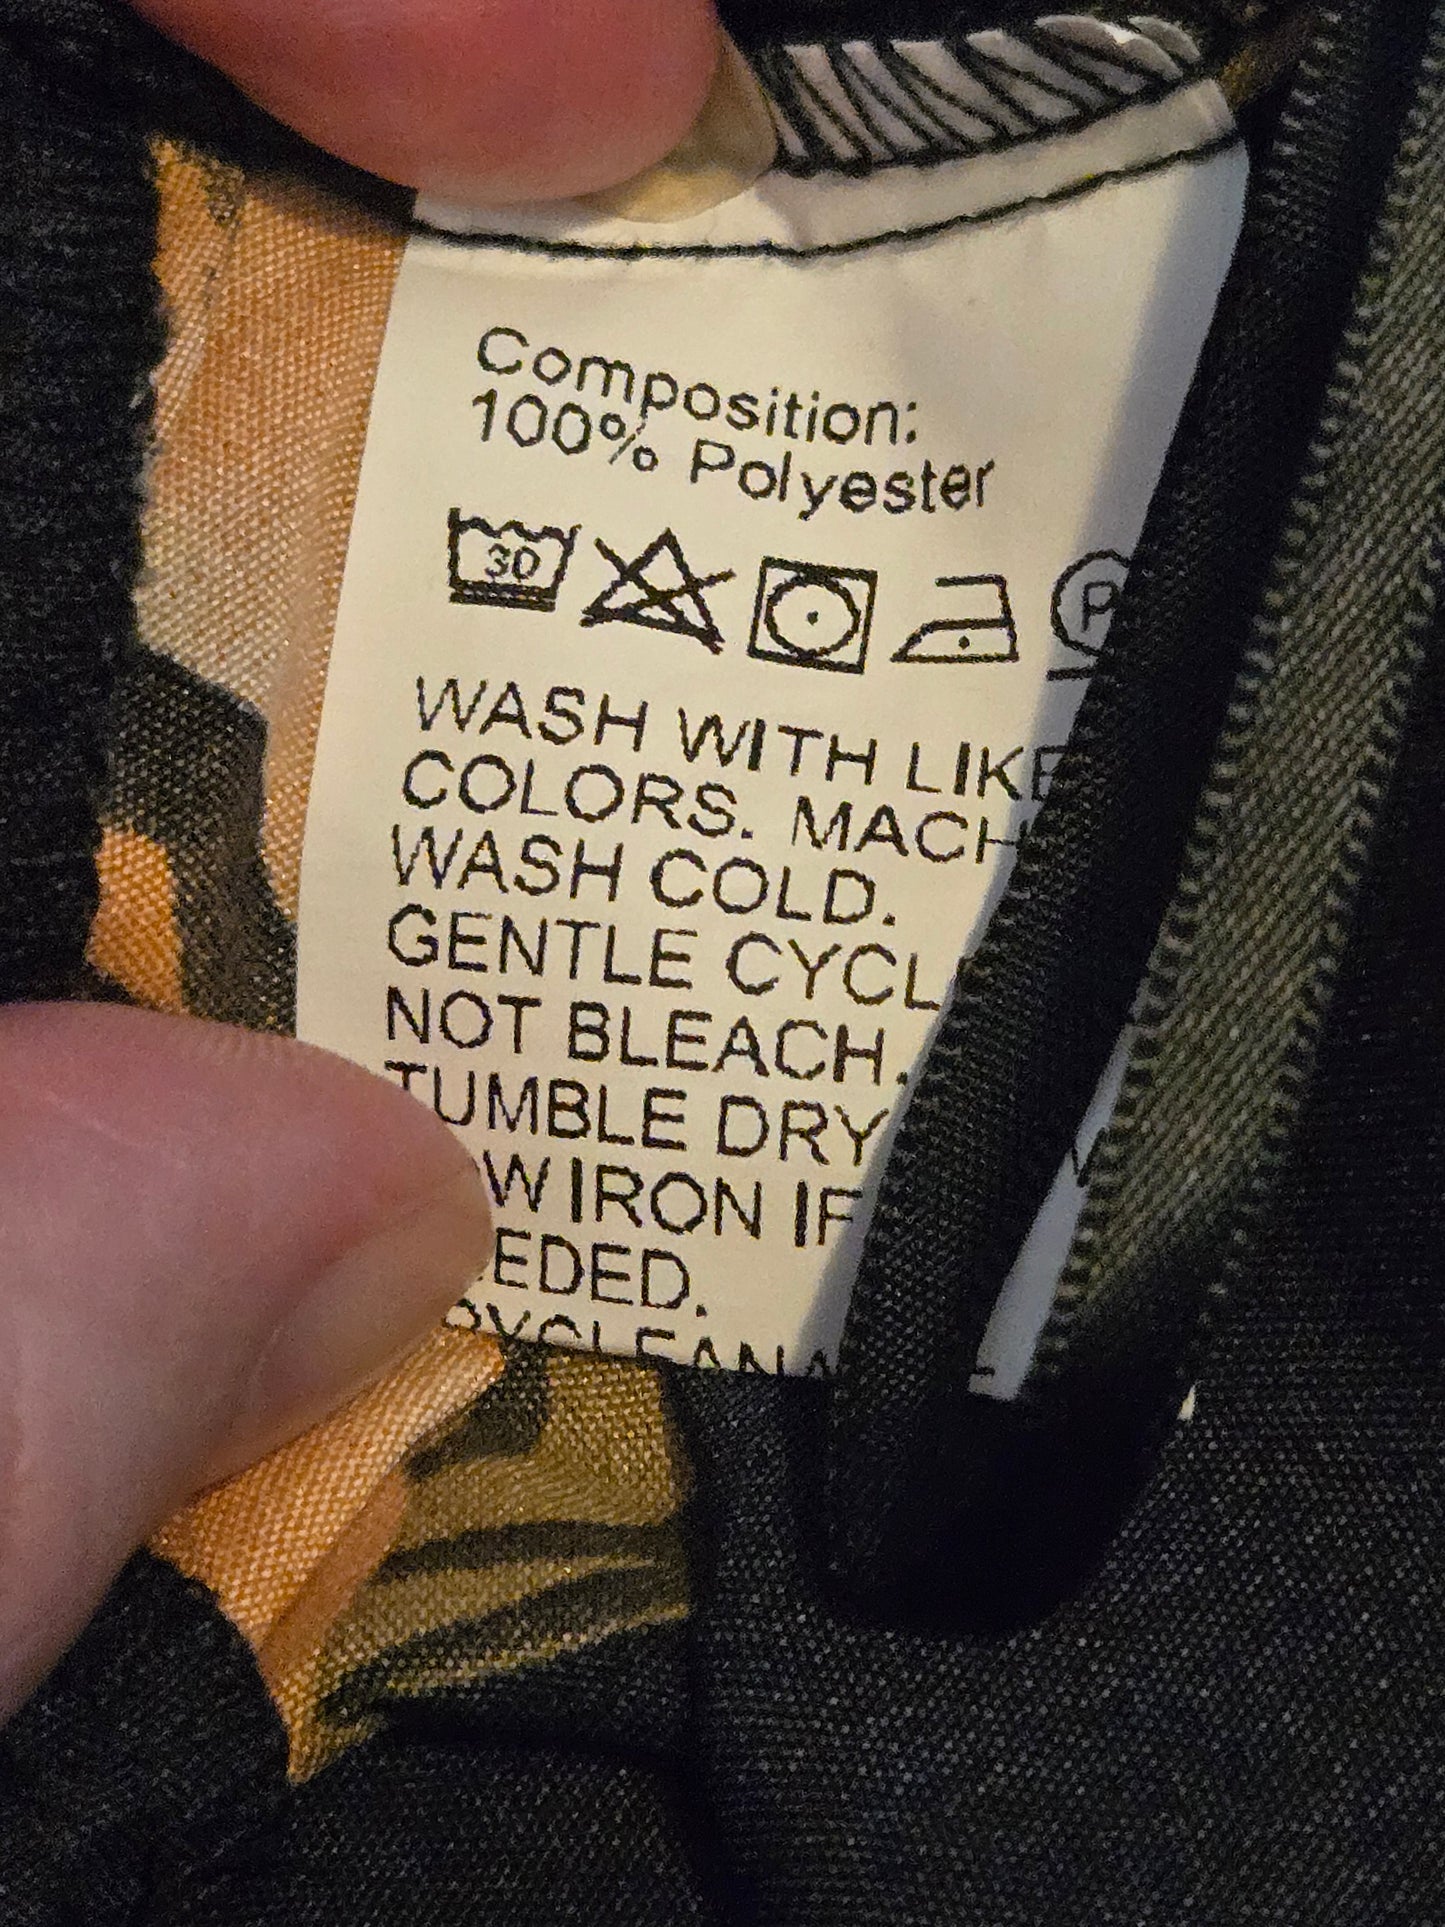 Composition:
100% Polyester
30 P
WASH WITH LIKE
COLORS. MACH
WASH COLD.
GENTLE CYCL
NOT BLEACH.
TUMBLE DRY
W IRON IF
EDED.